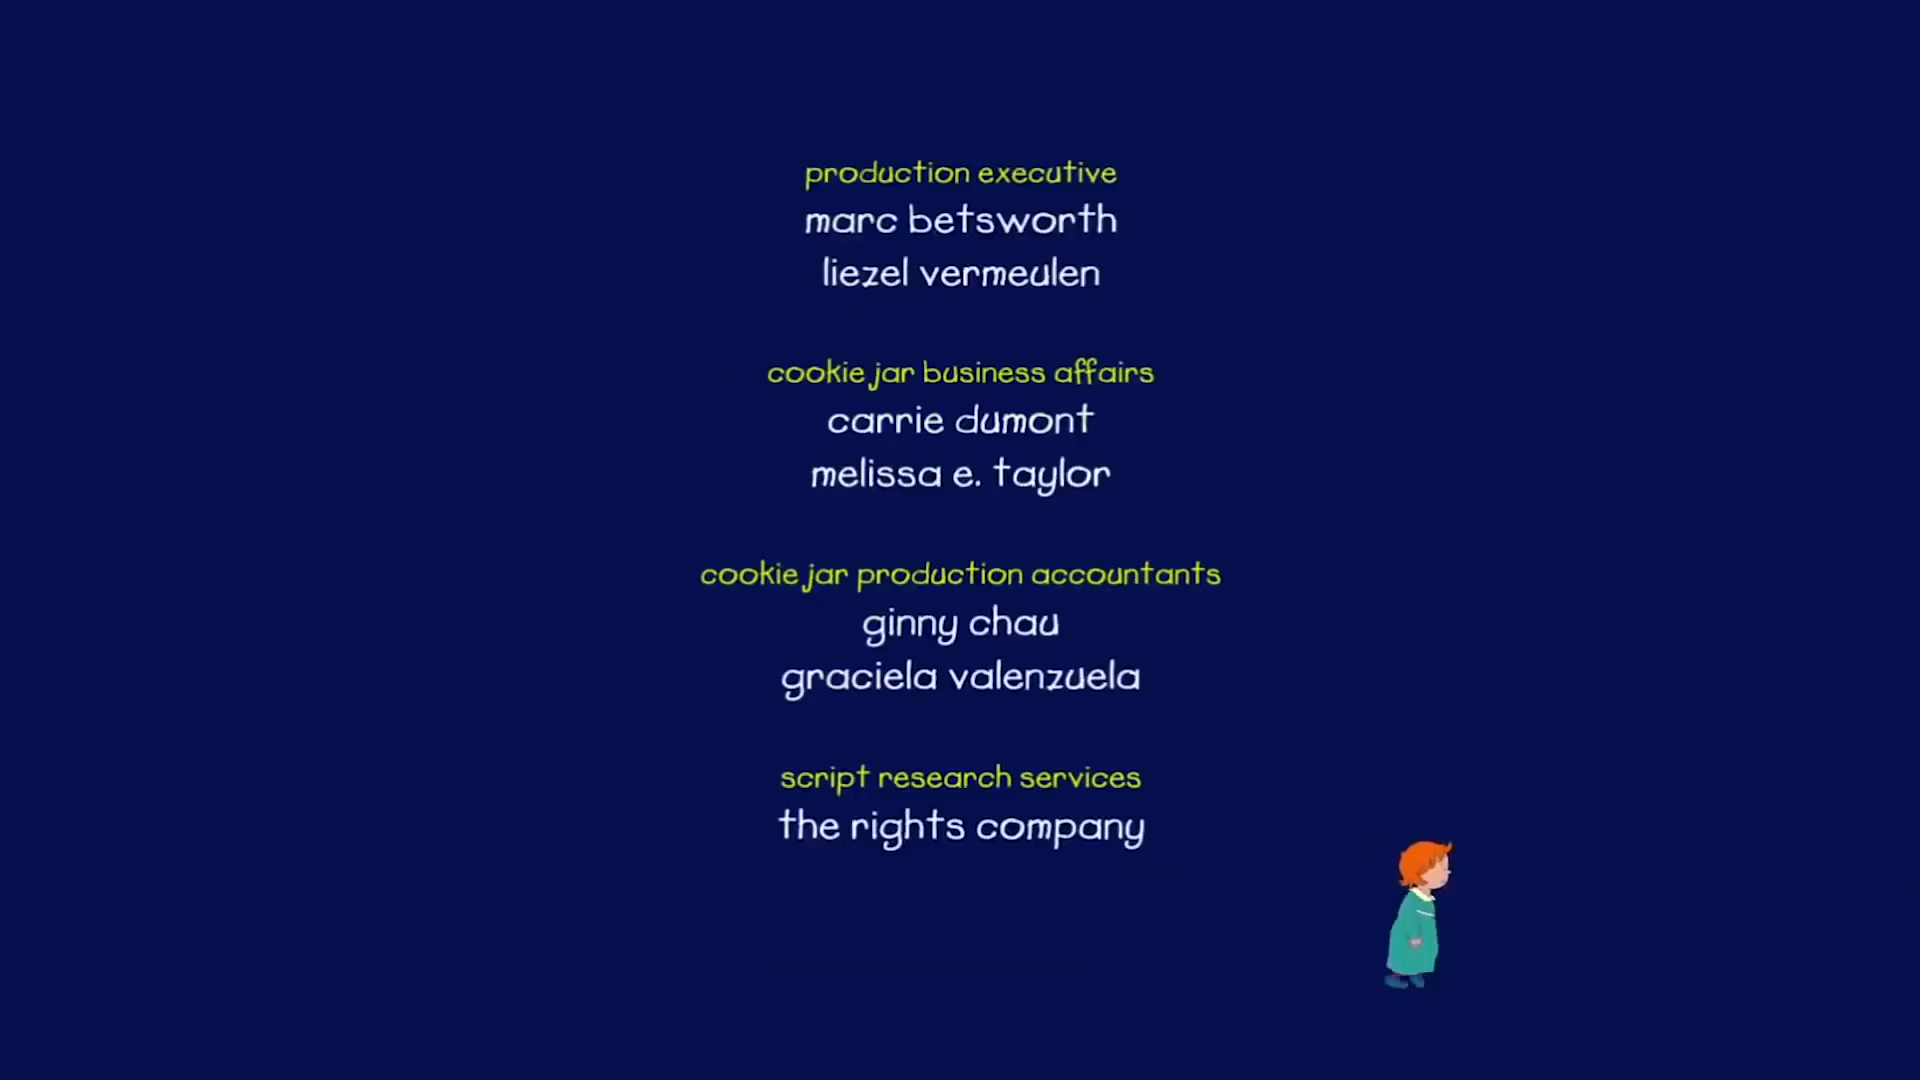 production executive
marc betsworth
liezel vermeulen
cookie jar business affairs
carrie dumont
melissa e. taylor
cookie jar production accountants
ginny chau
graciela valenzuela
script research services
the rights company